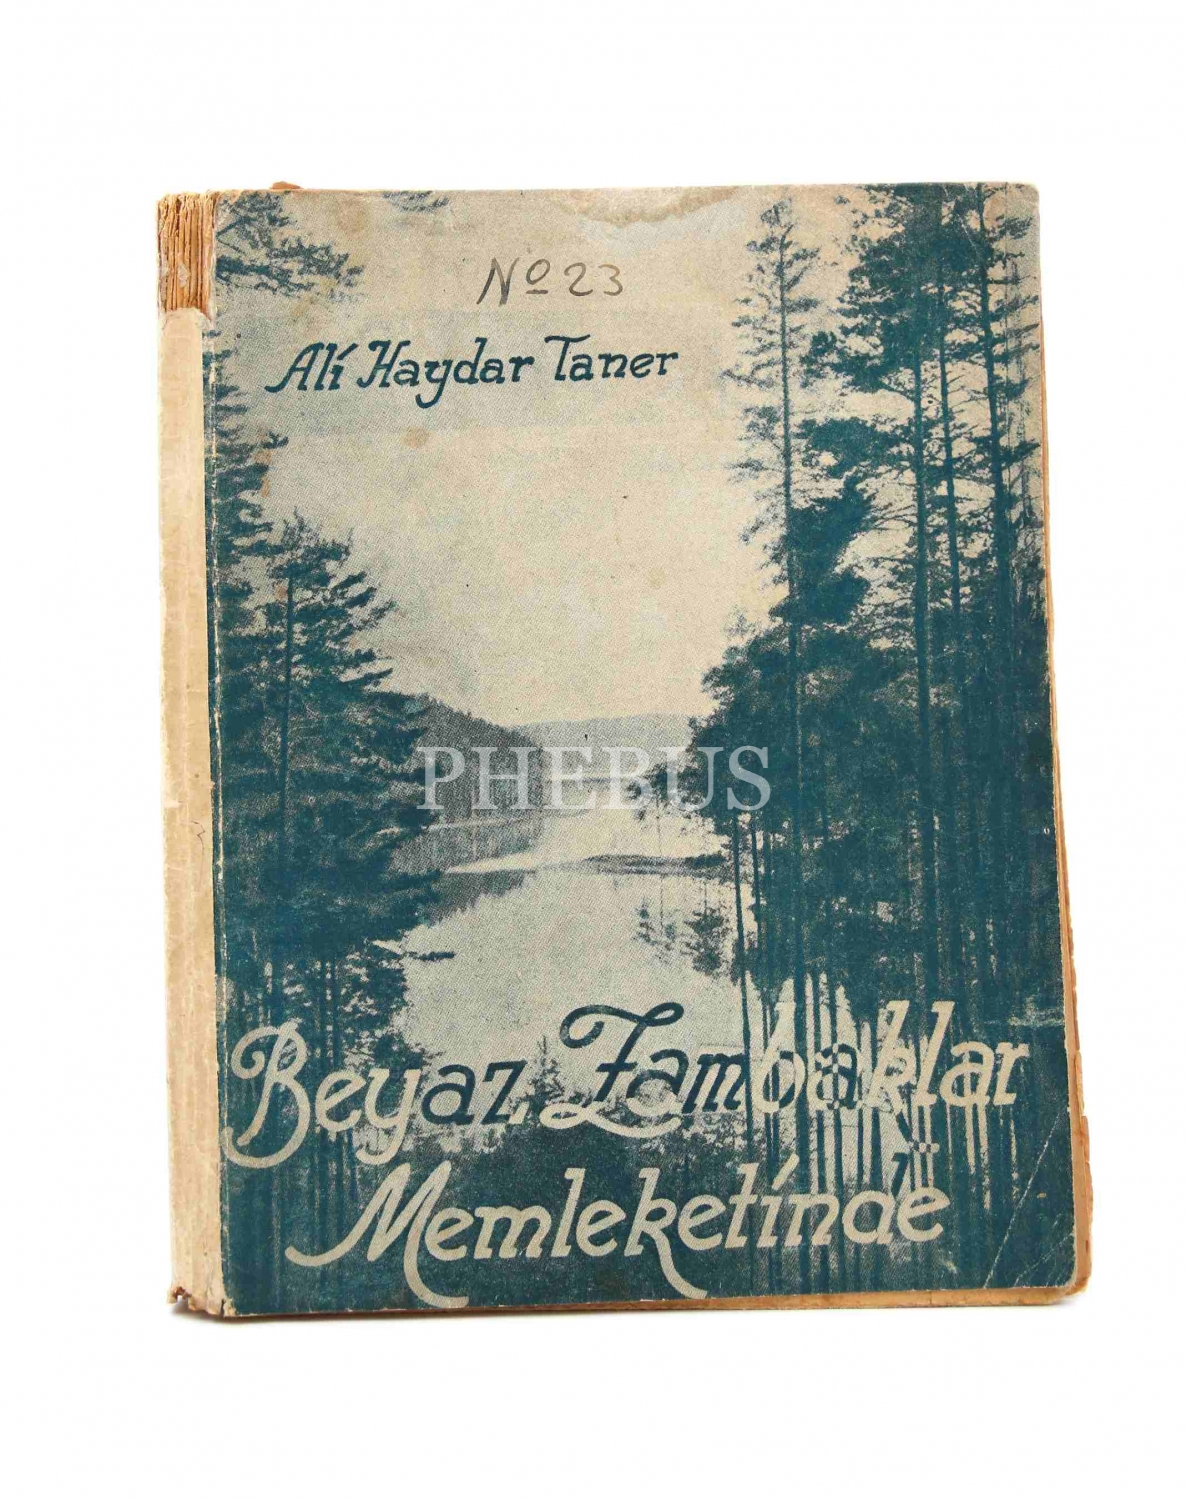 No 23
Ali Haydar Taner
PHEBUS
Beyaz Zambaklar
Memleketinde